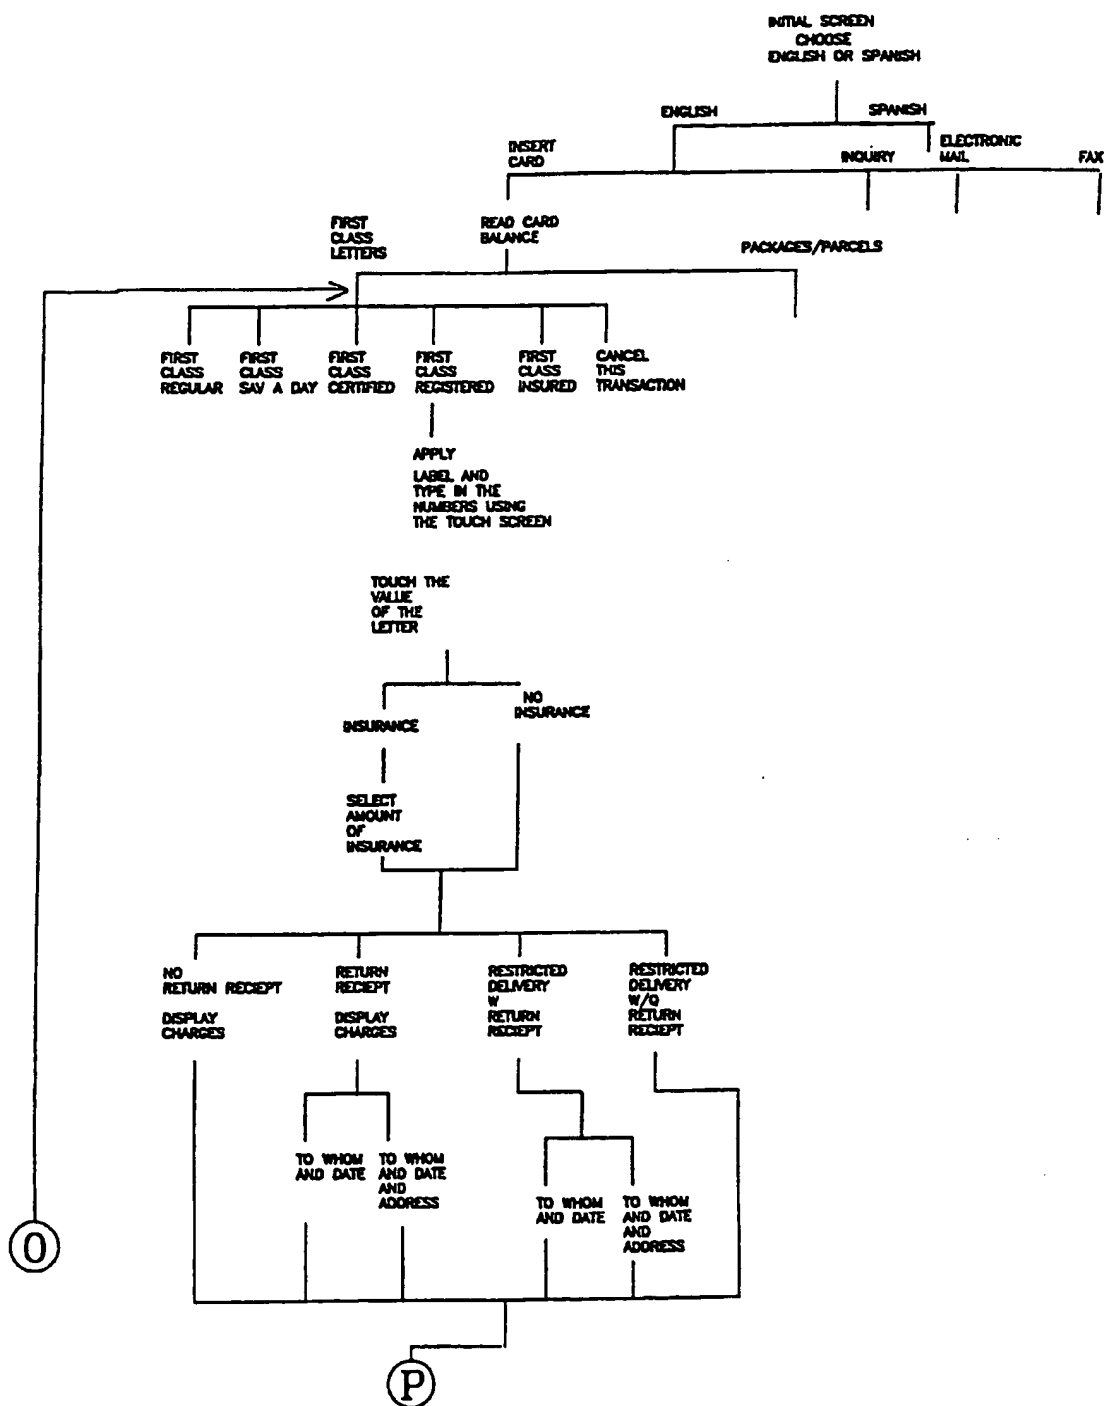 INITIAL SCREEN
CHOOSE
ENGLISH OR SPANISH
ENGLISH
SPANISH
INSERT
CARD
INQUIRY
ELECTRONIC
MAIL
FAX
FIRST
CLASS
LETTERS
READ CARD
BALANCE
PACKAGES/PARCELS
FIRST
CLASS
REGULAR
FIRST
CLASS
SAV A DAY
FIRST
CLASS
CERTIFIED
FIRST
CLASS
REGISTERED
FIRST
CLASS
INSURED
CANCEL
THIS
TRANSACTION
APPLY
LABEL AND
TYPE IN THE
NUMBERS USING
THE TOUCH SCREEN
TOUCH THE
VALUE
OF THE
LETTER
INSURANCE
NO
INSURANCE
SELECT
AMOUNT
OF
INSURANCE
NO
RETURN RECIEPT
DISPLAY
CHARGES
RETURN
RECIEPT
DISPLAY
CHARGES
RESTRICTED
DELIVERY
W
RETURN
RECIEPT
RESTRICTED
DELIVERY
W/O
RETURN
RECIEPT
TO WHOM
AND DATE
TO WHOM
AND DATE
AND
ADDRESS
TO WHOM
AND DATE
TO WHOM
AND DATE
AND
ADDRESS
O
P